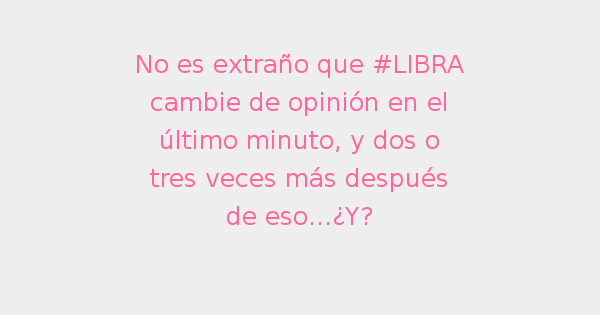 No es extraño que #LIBRA
cambie de opinión en el
último minuto, y dos o
tres veces más después
de eso...¿Y?